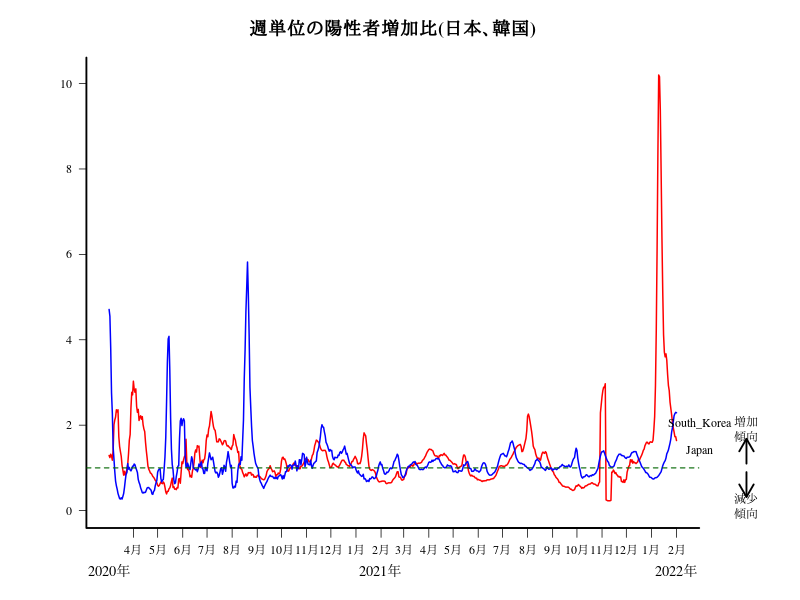 週単位の陽性者増加比(日本、韓国)
10
8
6
4
2
0
South_Korea
Japan
増加
傾向
減少
傾向
4月 5月 6月 7月 8月 9月 10月 11月 12月 1月 2月 3月 4月 5月 6月 7月 8月 9月 10月 11月 12月 1月 2月
2020年 2021年 2022年